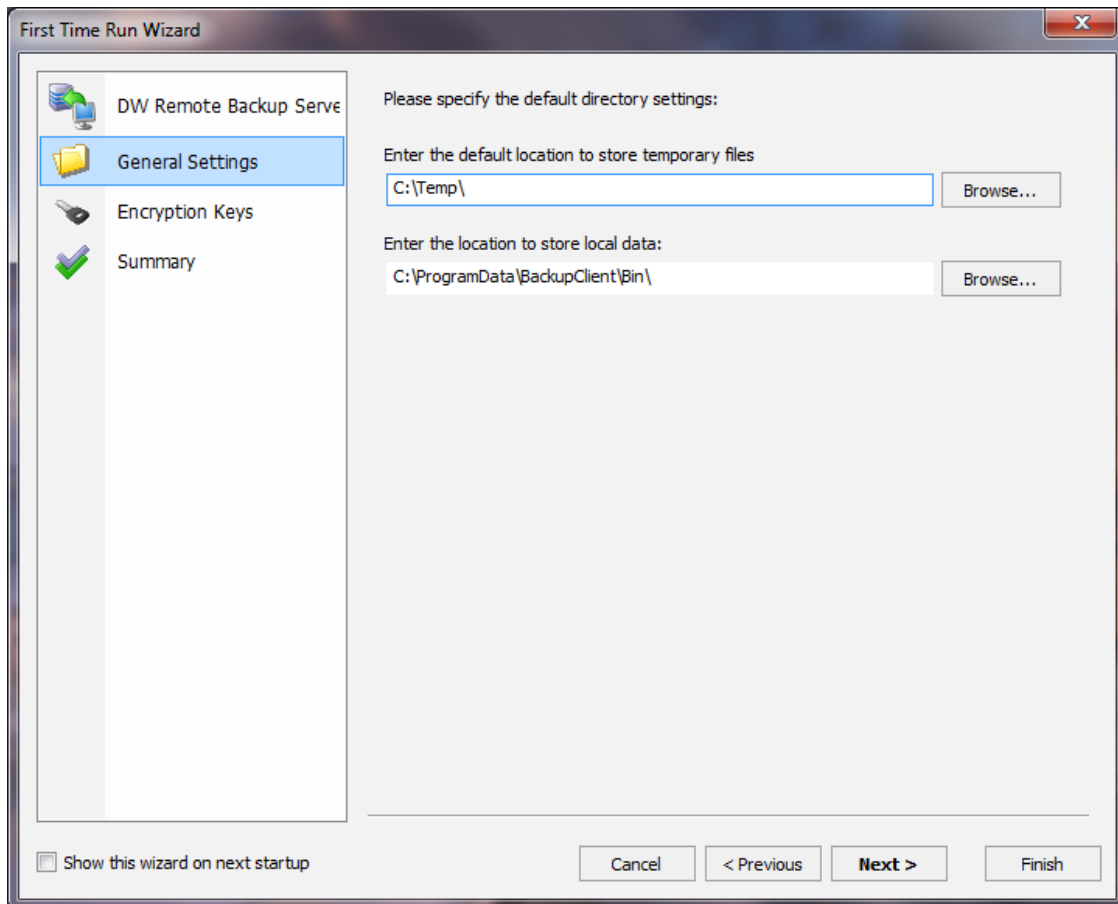 First Time Run Wizard
DW Remote Backup Serve
General Settings
Encryption Keys
Summary
Please specify the default directory settings:
Enter the default location to store temporary files
C:\Temp\
Browse...
Enter the location to store local data:
C:\ProgramData\BackupClient\Bin\
Browse...
Show this wizard on next startup
Cancel
< Previous
Next >
Finish